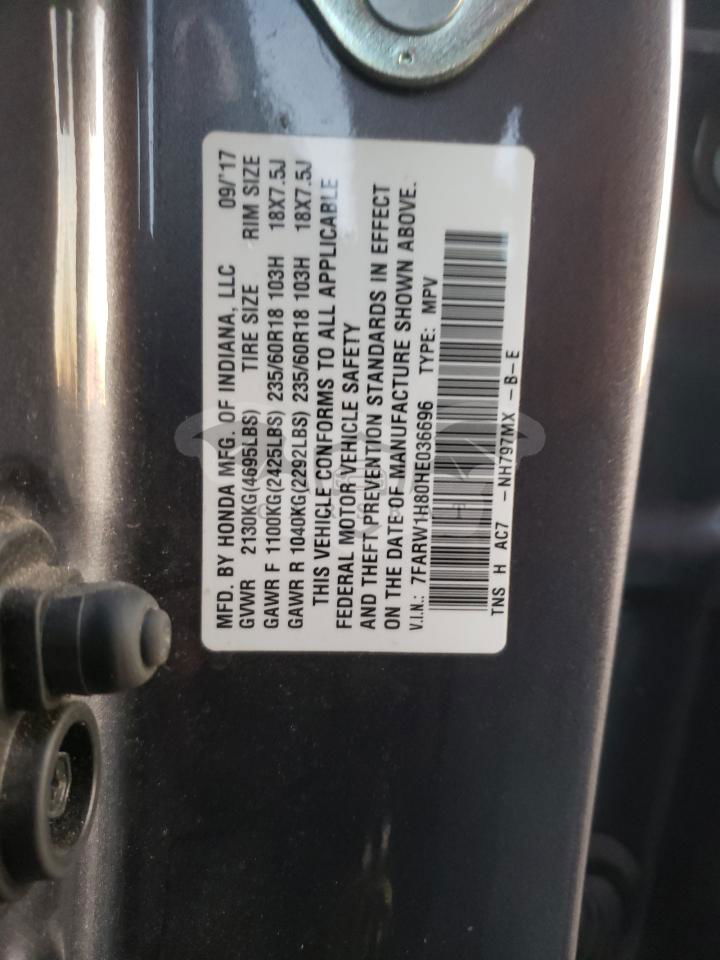 MFD. BY HONDA MFG. OF INDIANA, LLC 09/'17
GVWR 2130KG(4695LBS) TIRE SIZE RIM SIZE
GAWR F 1100KG(2425LBS) 235/60R18 103H 18X7.5J
GAWR R 1040KG(2292LBS) 235/60R18 103H 18X7.5J
THIS VEHICLE CONFORMS TO ALL APPLICABLE
FEDERAL MOTOR VEHICLE SAFETY
AND THEFT PREVENTION STANDARDS IN EFFECT
ON THE DATE OF MANUFACTURE SHOWN ABOVE.
V.I.N.: 7FARW1H80HE036696 TYPE: MPV
TNS H AC7 -NH797MX -B-E